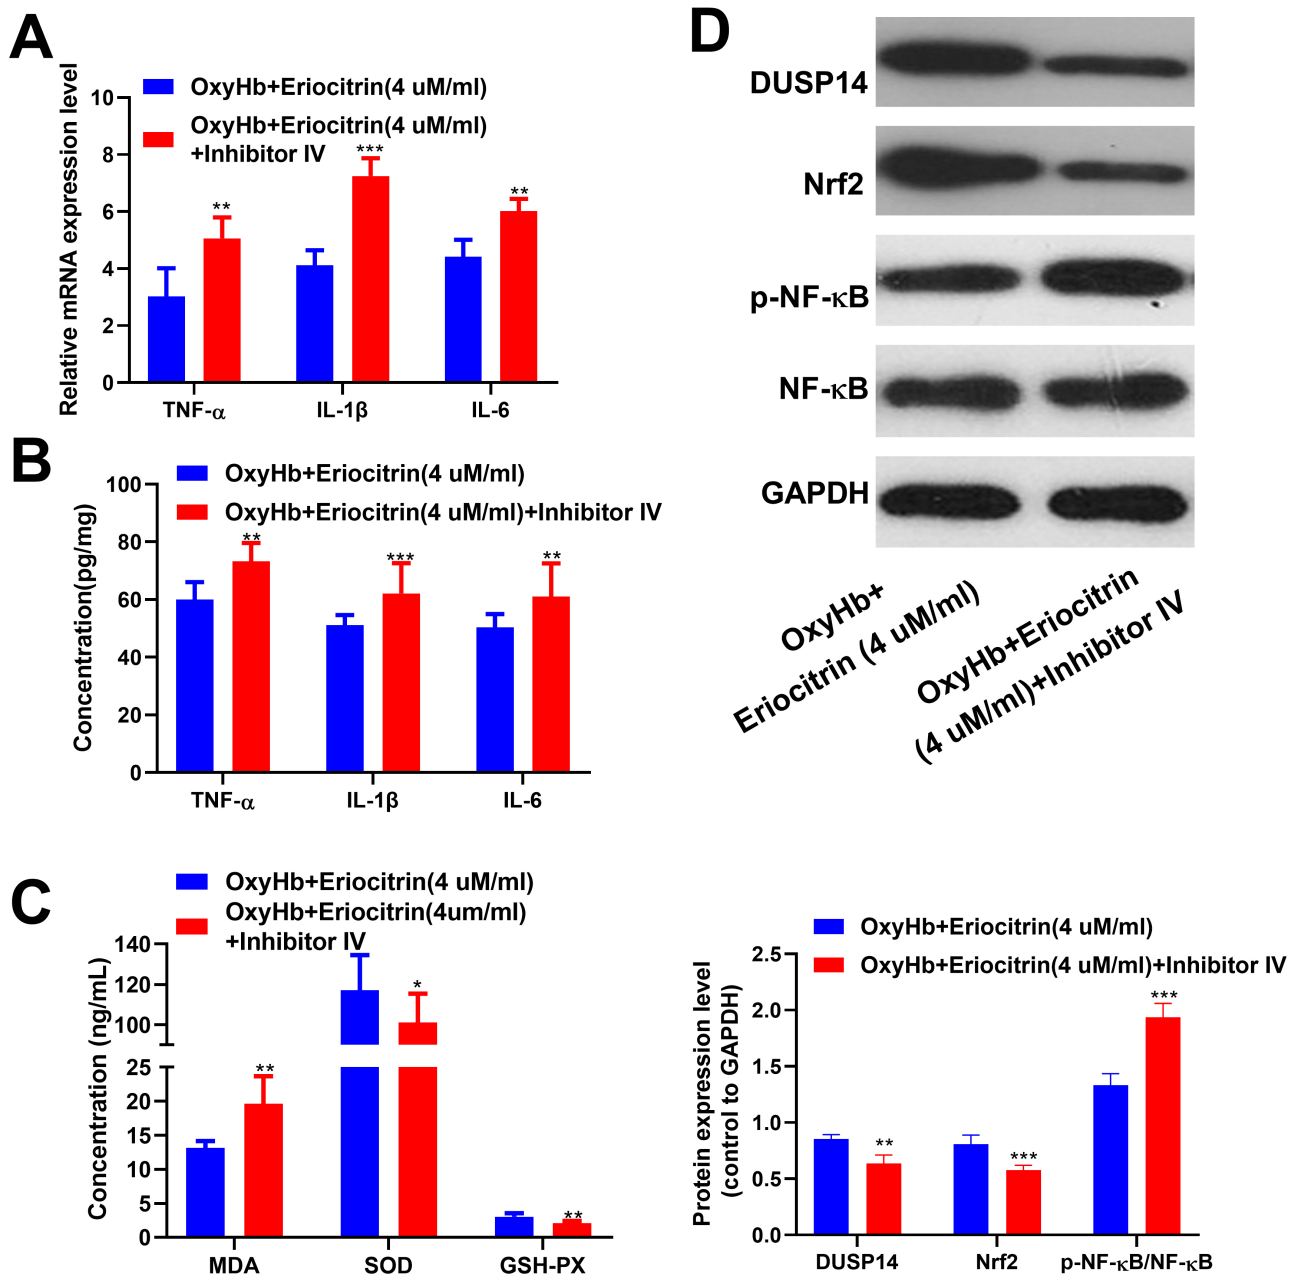 A
Relative mRNA expression level
OxyHb+Eriocitrin(4 uM/ml)
OxyHb+Eriocitrin(4 uM/ml)
+Inhibitor IV
10
8
6
4
2
0
**
***
**
TNF-α
IL-1β
IL-6
B
Concentration(pg/mg)
OxyHb+Eriocitrin(4 uM/ml)
OxyHb+Eriocitrin(4 uM/ml)+Inhibitor IV
100
80
60
40
20
0
**
***
**
TNF-α
IL-1β
IL-6
C
Concentration (ng/mL)
OxyHb+Eriocitrin(4 uM/ml)
OxyHb+Eriocitrin(4um/ml)
+Inhibitor IV
140
120
100
25
20
15
10
5
0
**
*
**
MDA
SOD
GSH-PX
D
DUSP14
Nrf2
p-NF-κB
NF-κB
GAPDH
OxyHb+
Eriocitrin (4 uM/ml)
OxyHb+Eriocitrin
(4 uM/ml)+Inhibitor IV
Protein expression level
(control to GAPDH)
OxyHb+Eriocitrin(4 uM/ml)
OxyHb+Eriocitrin(4 uM/ml)+Inhibitor IV
2.5
2.0
1.5
1.0
0.5
0.0
**
***
***
DUSP14
Nrf2
p-NF-κB/NF-κB